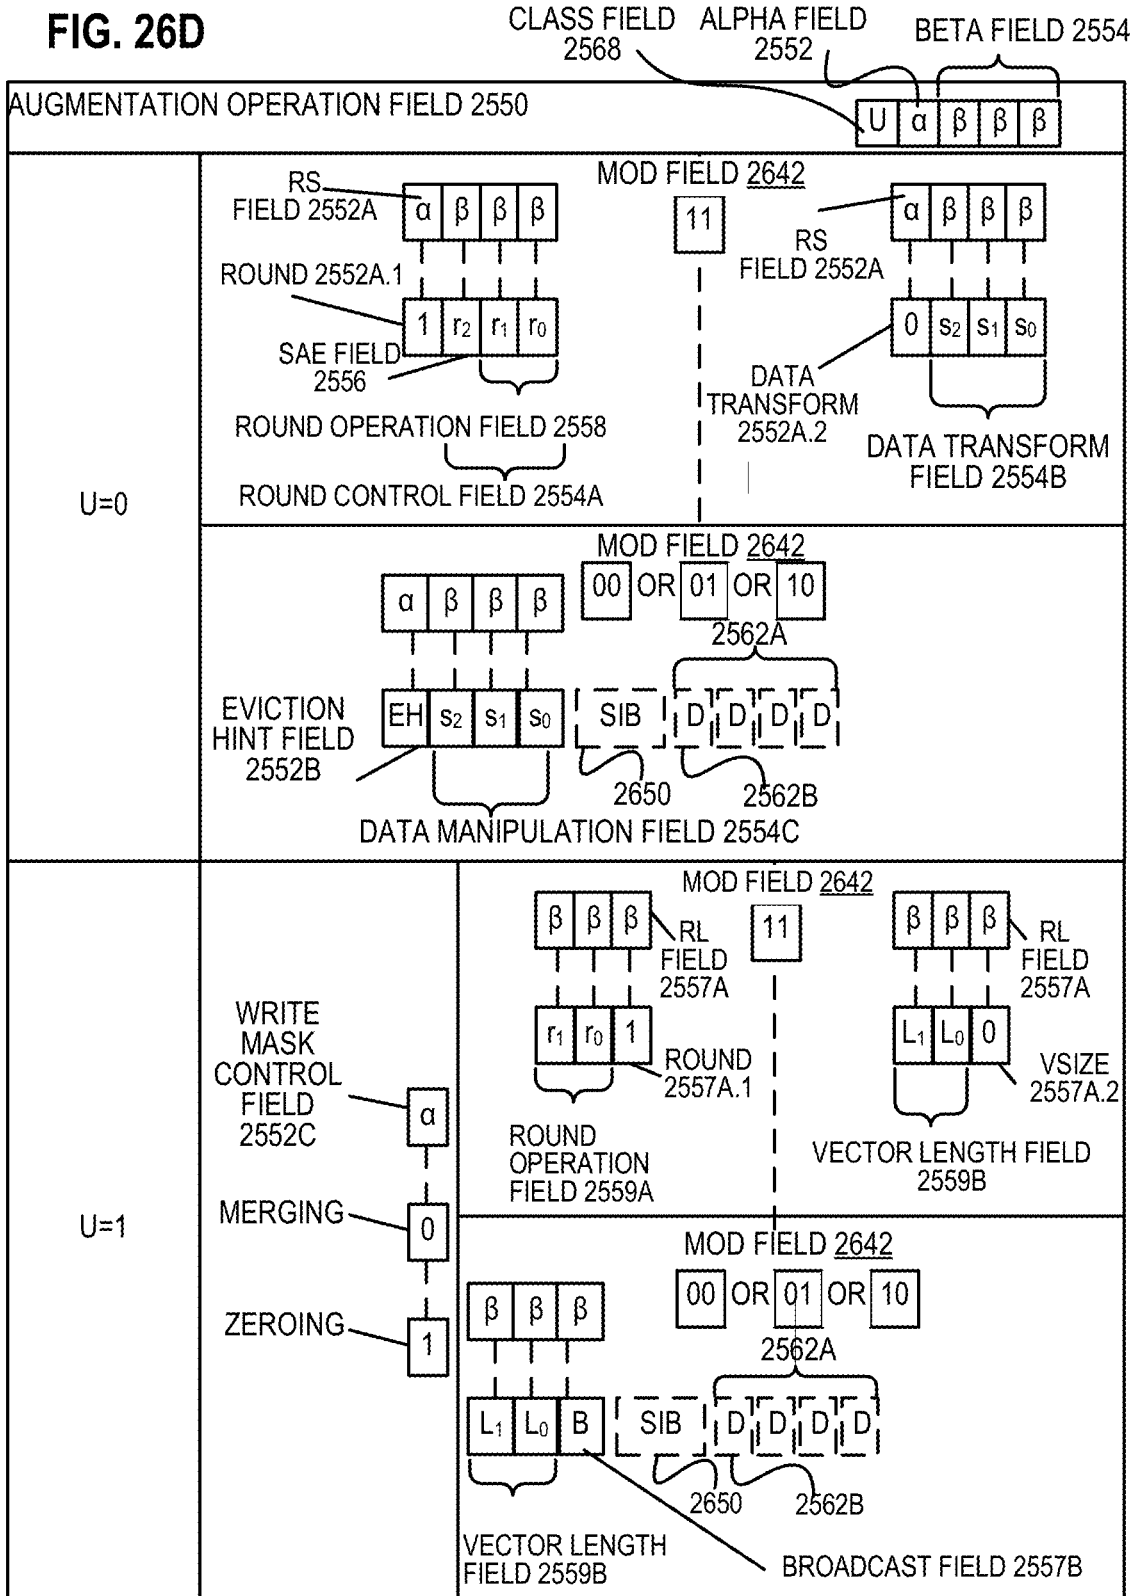 FIG. 26D
CLASS FIELD
2568
ALPHA FIELD
2552
BETA FIELD 2554
AUGMENTATION OPERATION FIELD 2550
U α β β β
U=0
MOD FIELD 2642
11
RS
FIELD 2552A
α β β β
ROUND 2552A.1
1 r2 r1 r0
SAE FIELD
2556
ROUND OPERATION FIELD 2558
ROUND CONTROL FIELD 2554A
α β β β
RS
FIELD 2552A
0 s2 s1 s0
DATA
TRANSFORM
2552A.2
DATA TRANSFORM
FIELD 2554B
MOD FIELD 2642
00 OR 01 OR 10
α β β β
2562A
EVICTION
HINT FIELD
2552B
EH s2 s1 s0 SIB D D D D
2650
2562B
DATA MANIPULATION FIELD 2554C
U=1
WRITE
MASK
CONTROL
FIELD
2552C
α
MERGING
0
ZEROING
1
MOD FIELD 2642
11
β β β
RL
FIELD
2557A
r1 r0 1
ROUND
2557A.1
ROUND
OPERATION
FIELD 2559A
β β β
RL
FIELD
2557A
L1 L0 0
VSIZE
2557A.2
VECTOR LENGTH FIELD
2559B
MOD FIELD 2642
00 OR 01 OR 10
β β β
2562A
L1 L0 B SIB D D D D
2650
2562B
VECTOR LENGTH
FIELD 2559B
BROADCAST FIELD 2557B